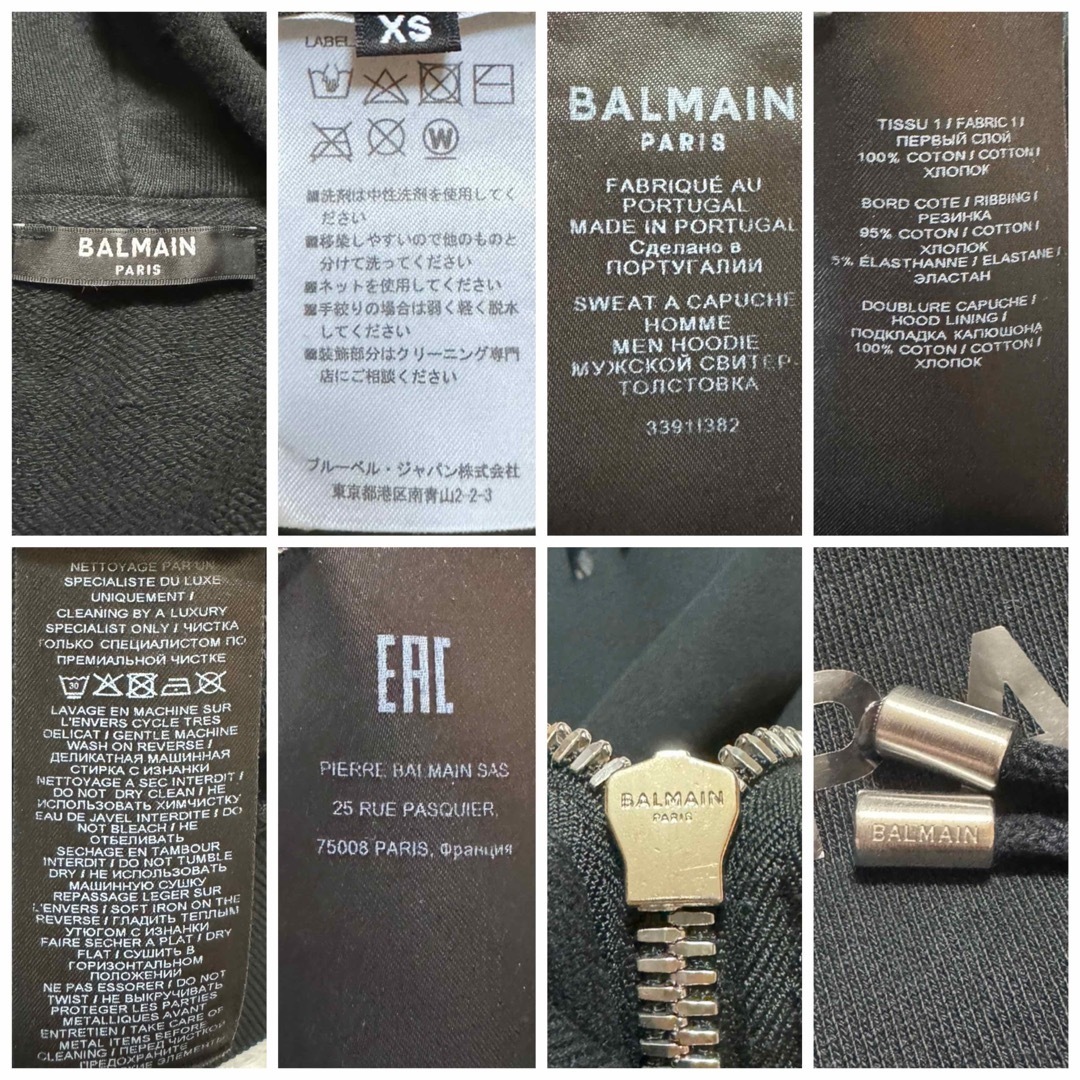 BALMAIN
PARIS
XS
LABEL
W
■洗剤は中性洗剤を使用してく
ださい
■移染しやすいので他のものと
分けて洗ってください
■ネットを使用してください
■手絞りの場合は弱く軽く脱水
してください
■装飾部分はクリーニング専門
店にご相談ください
ブルーベル・ジャパン株式会社
東京都港区南青山2-2-3
BALMAIN
PARIS
FABRIQUÉ AU
PORTUGAL
MADE IN PORTUGAL
Сделано в
ПОРТУГАЛИИ
SWEAT A CAPUCHE
HOMME
MEN HOODIE
МУЖСКОЙ СВИТЕР-
ТОЛСТОВКА
3391I382
TISSU 1 / FABRIC 1 /
ПЕРВЫЙ СЛОЙ
100% COTON / COTTON /
ХЛОПОК
BORD COTE / RIBBING /
РЕЗИНКА
95% COTON / COTTON /
ХЛОПОК
5% ÉLASTHANNE / ELASTANE /
ЭЛАСТАН
DOUBLURE CAPUCHE /
HOOD LINING /
ПОДКЛАДКА КАПЮШОНА
100% COTON / COTTON /
ХЛОПОК
NETTOYAGE PAR UN
SPECIALISTE DU LUXE
UNIQUEMENT /
CLEANING BY A LUXURY
SPECIALIST ONLY / ЧИСТКА
ТОЛЬКО СПЕЦИАЛИСТОМ ПО
ПРЕМИАЛЬНОЙ ЧИСТКЕ
30
LAVAGE EN MACHINE SUR
L'ENVERS CYCLE TRES
DELICAT / GENTLE MACHINE
WASH ON REVERSE /
ДЕЛИКАТНАЯ МАШИННАЯ
СТИРКА С ИЗНАНКИ
NETTOYAGE A SEC INTERDIT /
DO NOT DRY CLEAN / НЕ
ИСПОЛЬЗОВАТЬ ХИМЧИСТКУ
EAU DE JAVEL INTERDITE / DO
NOT BLEACH / НЕ
ОТБЕЛИВАТЬ
SECHAGE EN TAMBOUR
INTERDIT / DO NOT TUMBLE
DRY / НЕ ИСПОЛЬЗОВАТЬ
МАШИННУЮ СУШКУ
REPASSAGE LEGER SUR
L'ENVERS / SOFT IRON ON THE
REVERSE / ГЛАДИТЬ ТЕПЛЫМ
УТЮГОМ С ИЗНАНКИ
FAIRE SECHER A PLAT / DRY
FLAT / СУШИТЬ В
ГОРИЗОНТАЛЬНОМ
ПОЛОЖЕНИИ
NE PAS ESSORER / DO NOT
TWIST / НЕ ВЫКРУЧИВАТЬ
PROTEGER LES PARTIES
METALLIQUES AVANT
ENTRETIEN / TAKE CARE OF
METAL ITEMS BEFORE
CLEANING / ПЕРЕД ЧИСТКОЙ
ПРЕДОХРАНИТЕ
EAC
PIERRE BALMAIN SAS
25 RUE PASQUIER,
75008 PARIS, Франция
BALMAIN
PARIS
A
BALMAIN